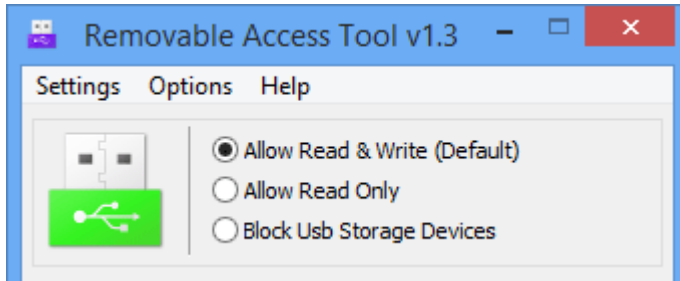 Removable Access Tool v1.3
Settings Options Help
Allow Read & Write (Default)
Allow Read Only
Block Usb Storage Devices